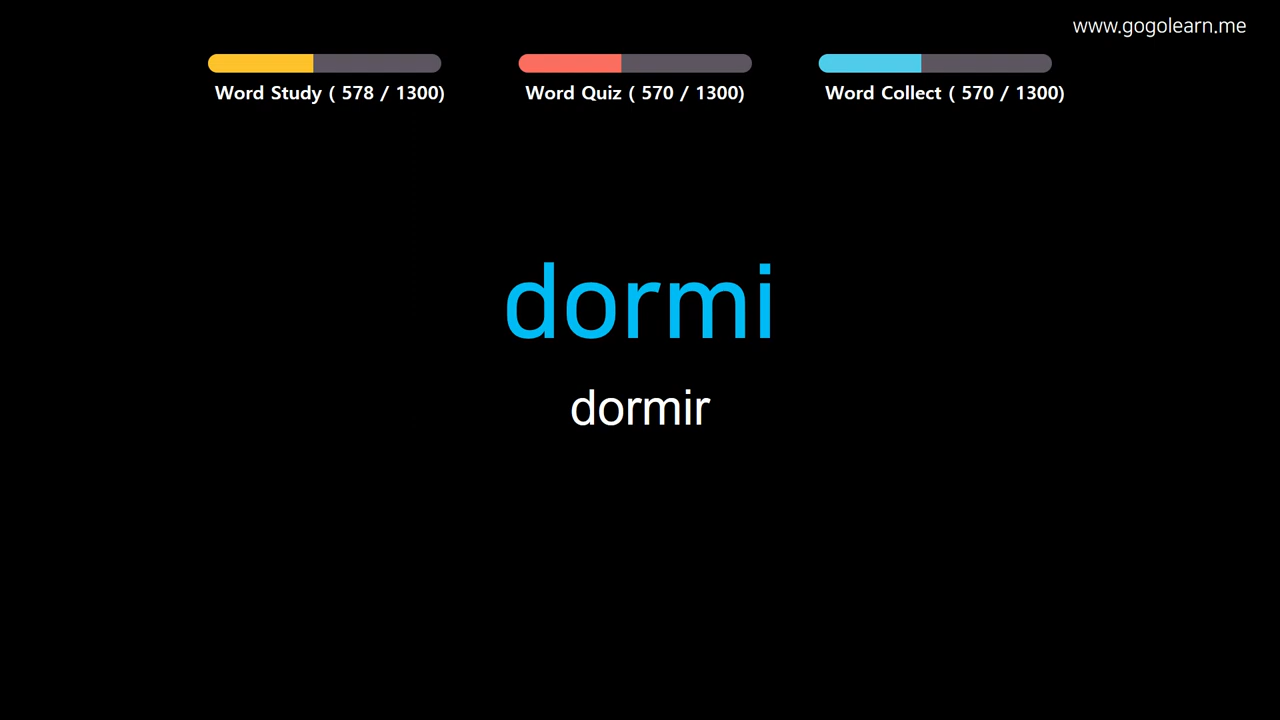 www.gogolearn.me
Word Study ( 578 / 1300)
Word Quiz ( 570 / 1300)
Word Collect ( 570 / 1300)
dormi
dormir